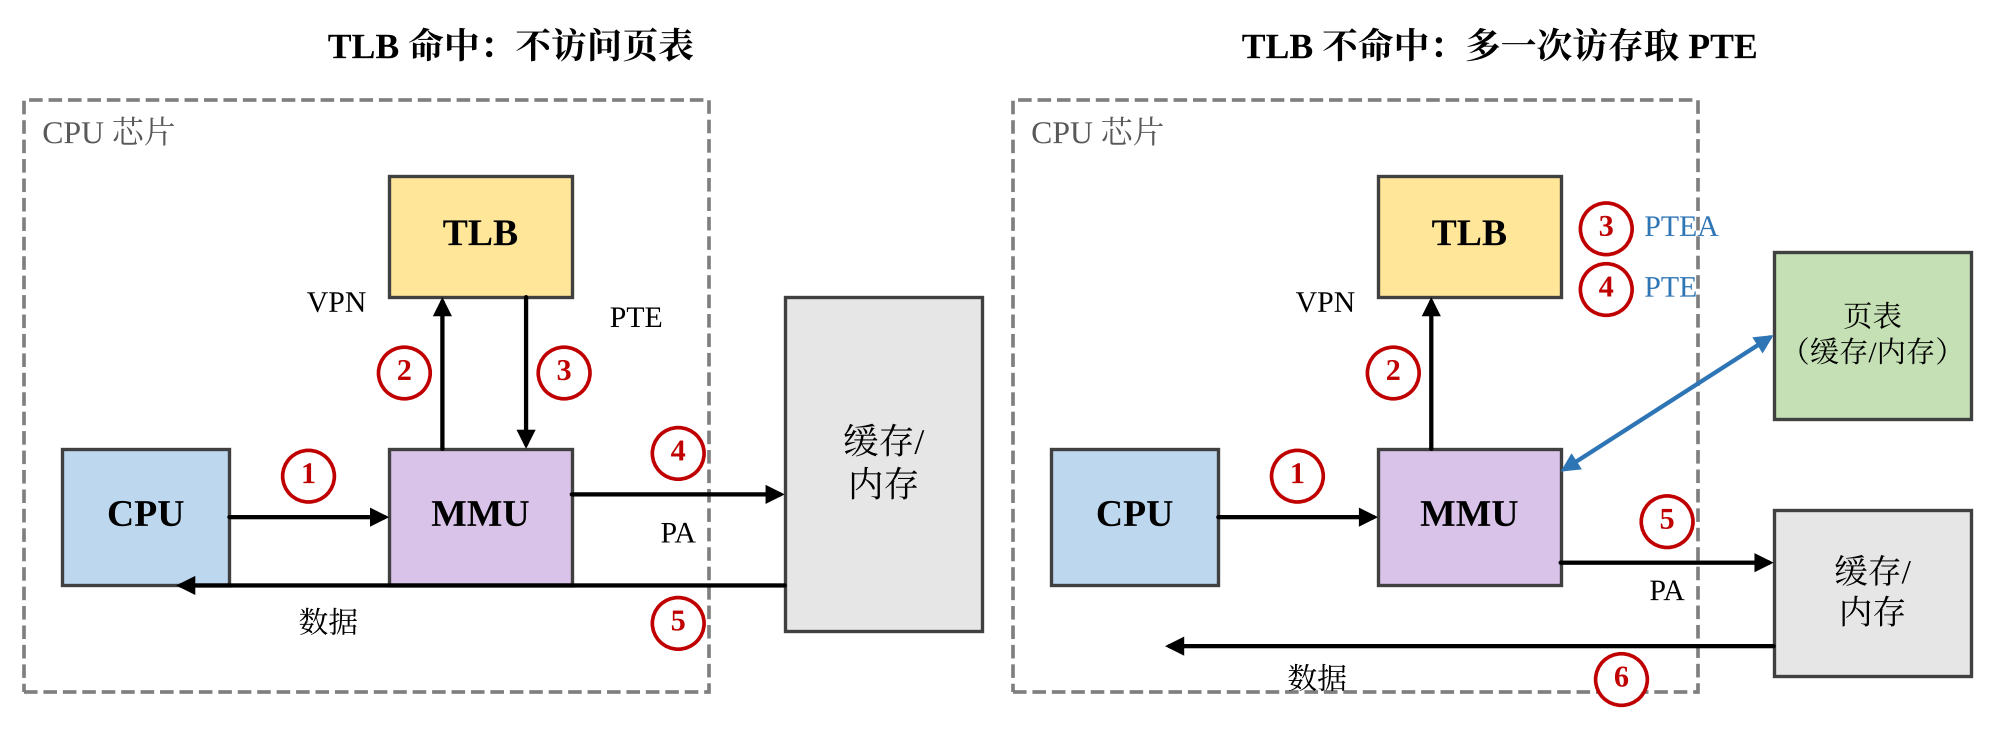 TLB 命中：不访问页表
CPU 芯片
TLB
VPN
PTE
2
3
4
缓存/
内存
1
CPU
MMU
PA
数据
5
TLB 不命中：多一次访存取 PTE
CPU 芯片
TLB
3 PTEA
4 PTE
VPN
页表
（缓存/内存）
2
1
CPU
MMU
5
PA
缓存/
内存
数据
6